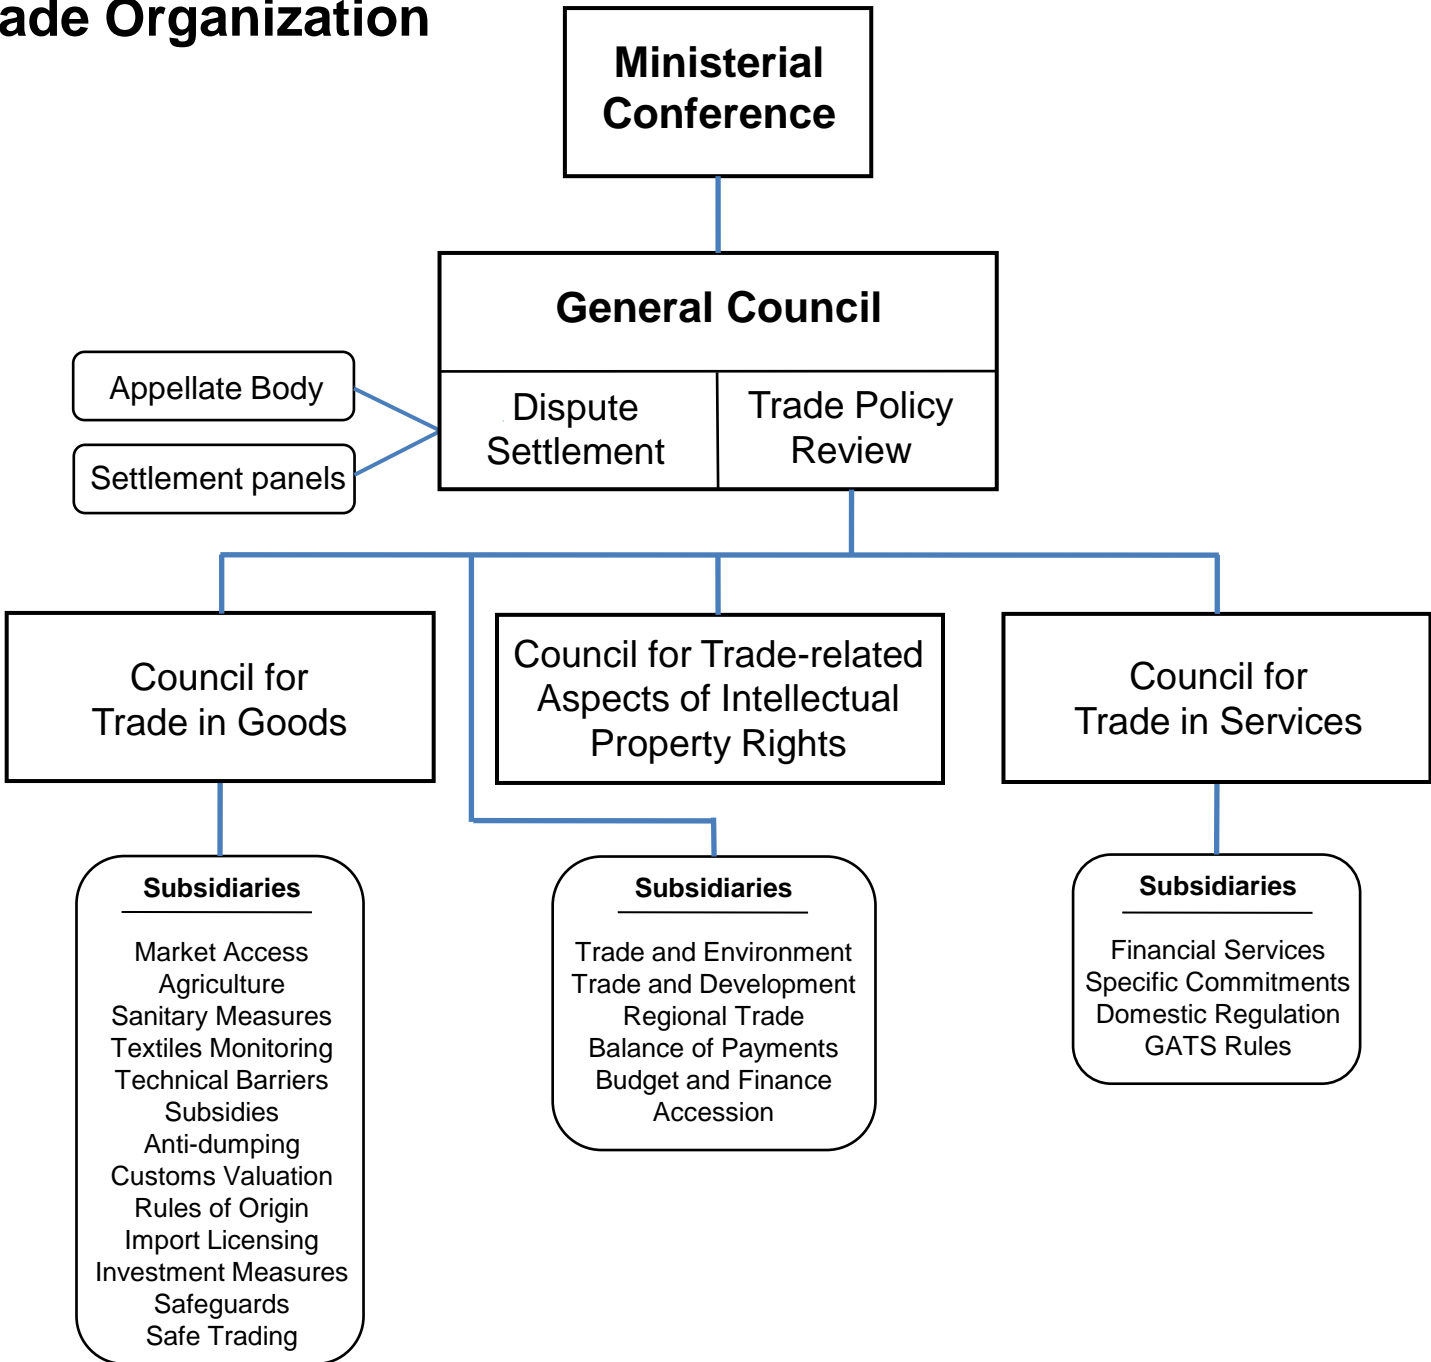 ade Organization
Ministerial
Conference
General Council
Appellate Body
Settlement panels
Dispute
Settlement
Trade Policy
Review
Council for
Trade in Goods
Council for Trade-related
Aspects of Intellectual
Property Rights
Council for
Trade in Services
Subsidiaries
Market Access
Agriculture
Sanitary Measures
Textiles Monitoring
Technical Barriers
Subsidies
Anti-dumping
Customs Valuation
Rules of Origin
Import Licensing
Investment Measures
Safeguards
Safe Trading
Subsidiaries
Trade and Environment
Trade and Development
Regional Trade
Balance of Payments
Budget and Finance
Accession
Subsidiaries
Financial Services
Specific Commitments
Domestic Regulation
GATS Rules